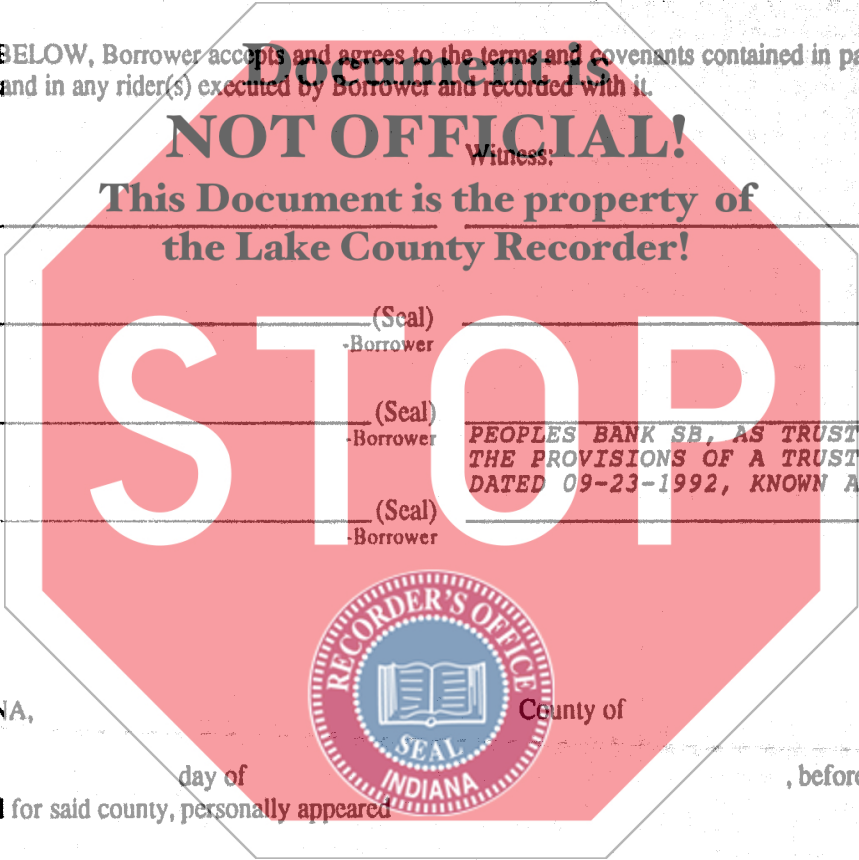 BELOW, Borrower accepts and agrees to the terms and covenants contained in pa
Document is
and in any rider(s) executed by Borrower and recorded with it.
NOT OFFICIAL!
Witness:
This Document is the property of
the Lake County Recorder!
(Seal)
-Borrower
STOP
(Seal)
-Borrower
PEOPLES BANK SB, AS TRUST
THE PROVISIONS OF A TRUST
DATED 09-23-1992, KNOWN A
(Seal)
-Borrower
RECORDER'S OFFICE
SEAL
INDIANA
NA,
County of
day of
, before
for said county, personally appeared